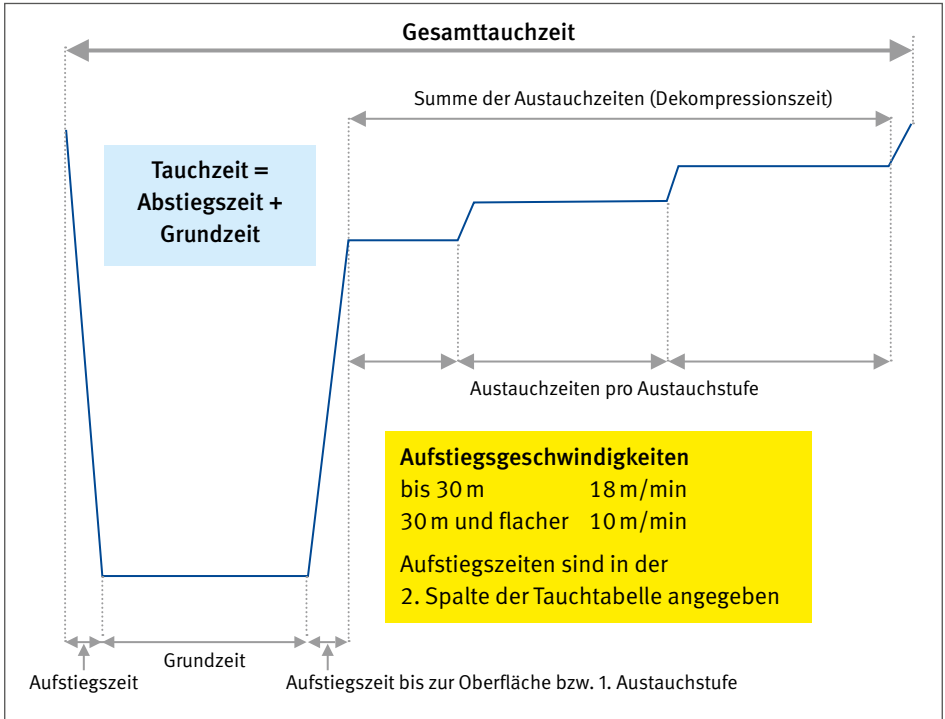 Gesamttauchzeit
Summe der Austauchzeiten (Dekompressionszeit)
Tauchzeit =
Abstiegszeit +
Grundzeit
Austauchzeiten pro Austauchstufe
Aufstiegsgeschwindigkeiten
bis 30 m 18 m/min
30 m und flacher 10 m/min
Aufstiegszeiten sind in der
2. Spalte der Tauchtabelle angegeben
Grundzeit
Aufstiegszeit
Aufstiegszeit bis zur Oberfläche bzw. 1. Austauchstufe